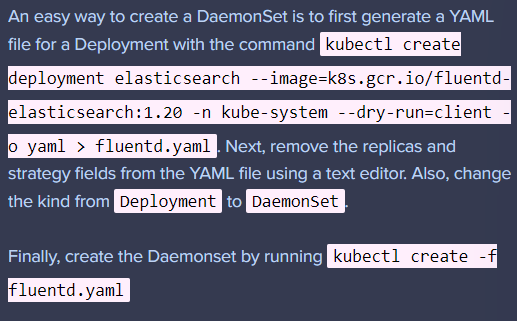 An easy way to create a DaemonSet is to first generate a YAML
file for a Deployment with the command kubectl create
deployment elasticsearch --image=k8s.gcr.io/fluentd-
elasticsearch:1.20 -n kube-system --dry-run=client -
o yaml > fluentd.yaml. Next, remove the replicas and
strategy fields from the YAML file using a text editor. Also, change
the kind from Deployment to DaemonSet.
Finally, create the Daemonset by running kubectl create -f
fluentd.yaml